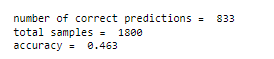 number of correct predictions =  833
total samples =  1800
accuracy =  0.463